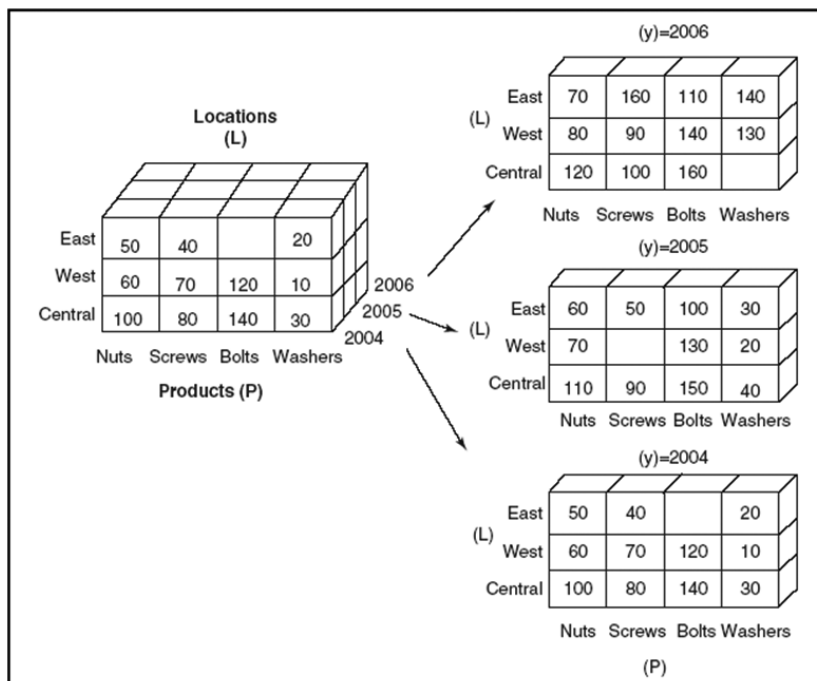 Locations
(L)
East 50 40 20
West 60 70 120 10
Central 100 80 140 30
2006
2005
2004
Nuts Screws Bolts Washers
Products (P)
(y)=2006
(L)
East 70 160 110 140
West 80 90 140 130
Central 120 100 160
Nuts Screws Bolts Washers
(y)=2005
(L)
East 60 50 100 30
West 70 130 20
Central 110 90 150 40
Nuts Screws Bolts Washers
(y)=2004
(L)
East 50 40 20
West 60 70 120 10
Central 100 80 140 30
Nuts Screws Bolts Washers
(P)